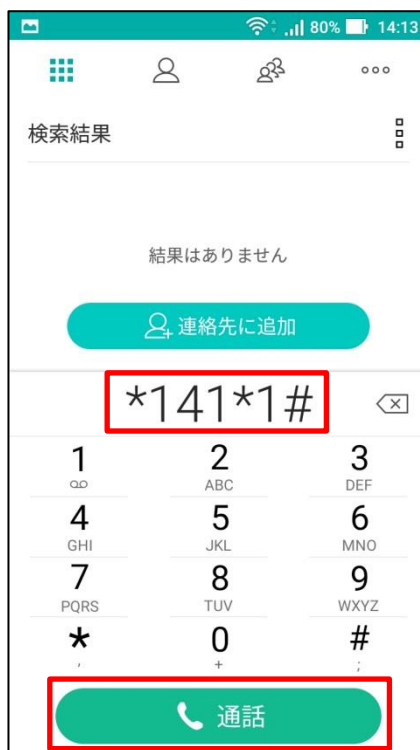 80% 14:13
検索結果
結果はありません
連絡先に追加
*141*1#
1 2 3
ABC DEF
4 5 6
GHI JKL MNO
7 8 9
PQRS TUV WXYZ
* 0 #
, + ;
通話